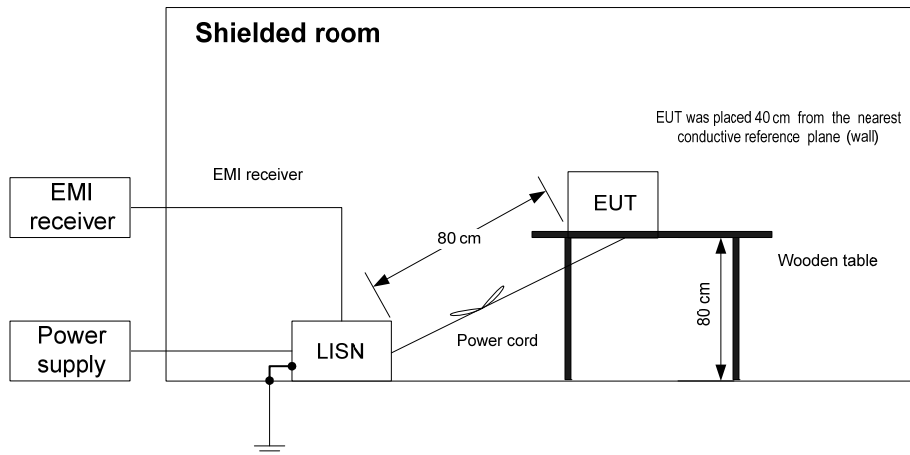 Shielded room
EUT was placed 40 cm from the nearest
conductive reference plane (wall)
EMI receiver
EMI
receiver
EUT
80 cm
Wooden table
80 cm
Power
supply
LISN
Power cord